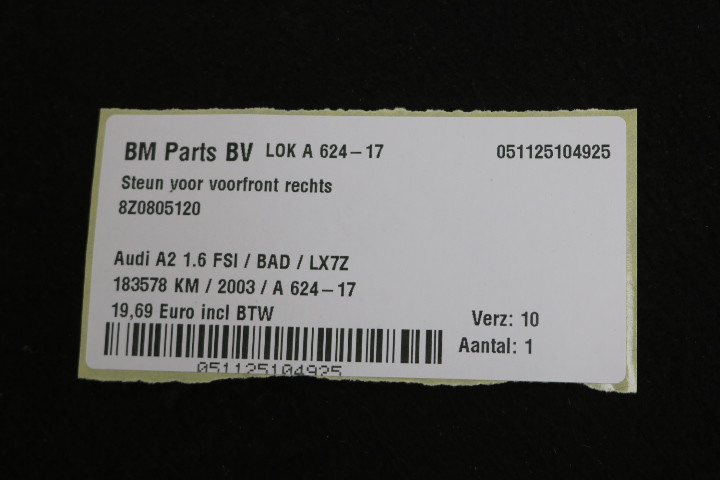 BM Parts BV LOK A 624-17 051125104925
Steun voor voorfront rechts
8Z0805120
Audi A2 1.6 FSI / BAD / LX7Z
183578 KM / 2003 / A 624-17
19,69 Euro incl BTW
Verz: 10
Aantal: 1
051125104925